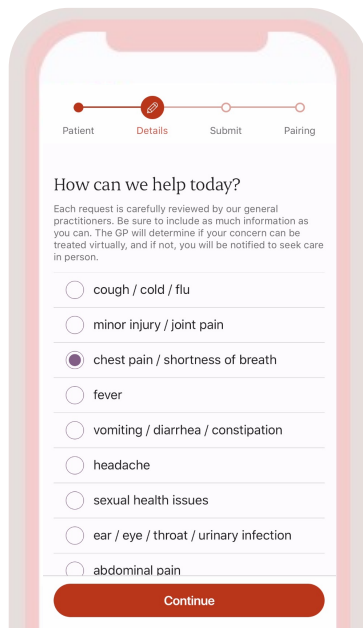 Patient
Details
Submit
Pairing
How can we help today?
Each request is carefully reviewed by our general
practitioners. Be sure to include as much information as
you can. The GP will determine if your concern can be
treated virtually, and if not, you will be notified to seek care
in person.
cough / cold / flu
minor injury / joint pain
chest pain / shortness of breath
fever
vomiting / diarrhea / constipation
headache
sexual health issues
ear / eye / throat / urinary infection
abdominal pain
Continue